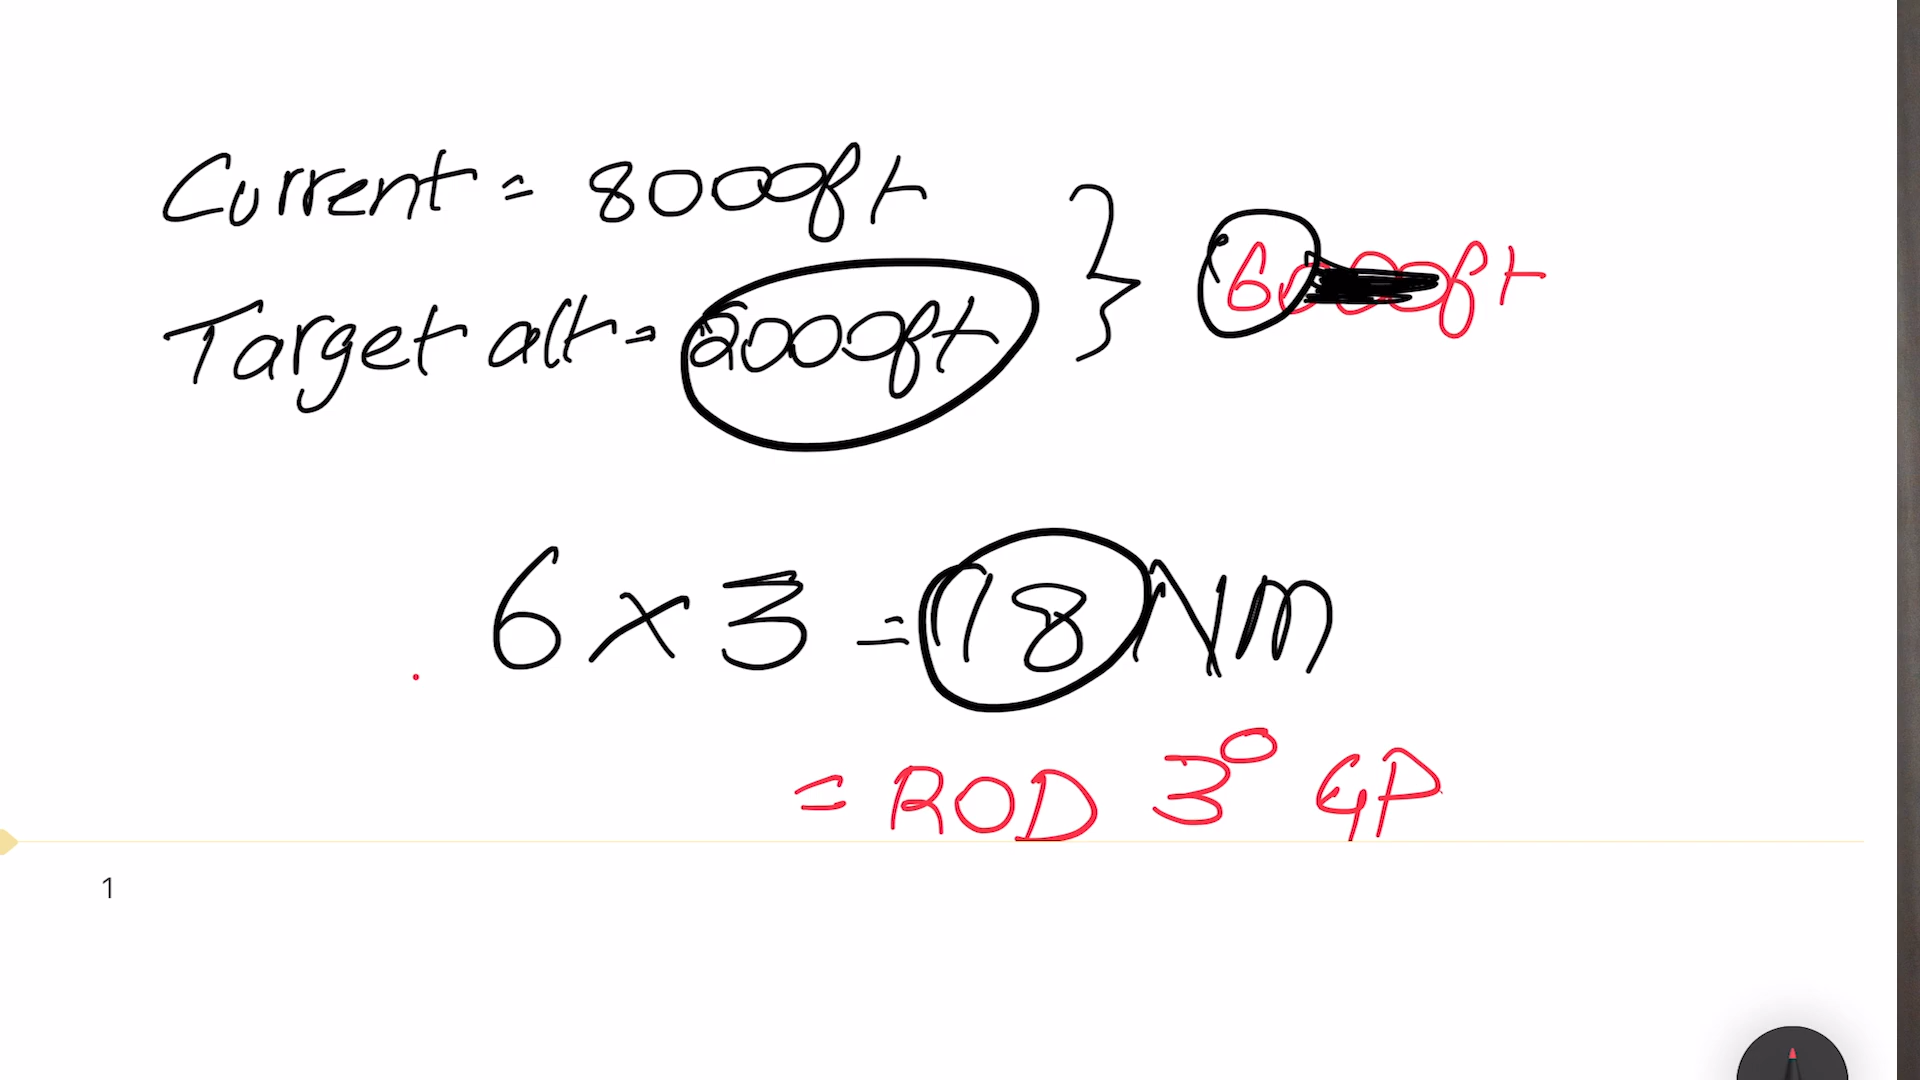 Current = 8000ft
Target alt = 2000ft
6000ft
6 x 3 = 18 NM
= ROD 3° GP
1